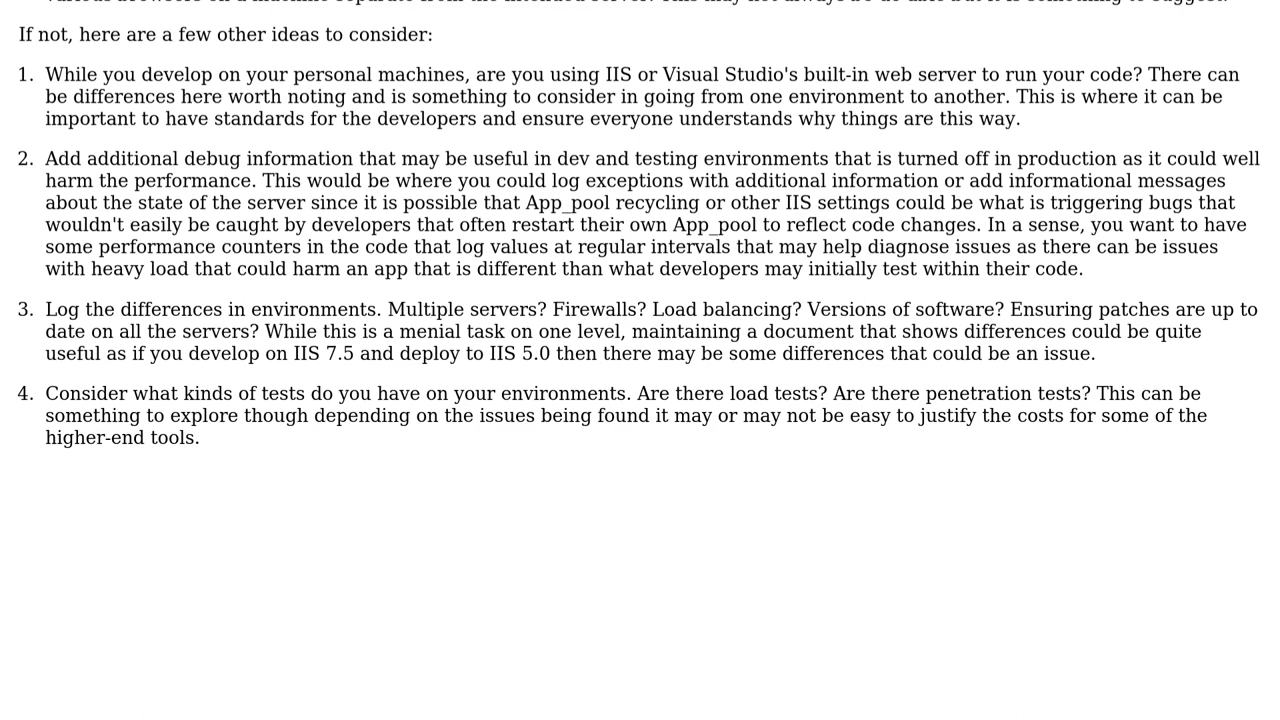 If not, here are a few other ideas to consider:
1. While you develop on your personal machines, are you using IIS or Visual Studio's built-in web server to run your code? There can
be differences here worth noting and is something to consider in going from one environment to another. This is where it can be
important to have standards for the developers and ensure everyone understands why things are this way.
2. Add additional debug information that may be useful in dev and testing environments that is turned off in production as it could well
harm the performance. This would be where you could log exceptions with additional information or add informational messages
about the state of the server since it is possible that App_pool recycling or other IIS settings could be what is triggering bugs that
wouldn't easily be caught by developers that often restart their own App_pool to reflect code changes. In a sense, you want to have
some performance counters in the code that log values at regular intervals that may help diagnose issues as there can be issues
with heavy load that could harm an app that is different than what developers may initially test within their code.
3. Log the differences in environments. Multiple servers? Firewalls? Load balancing? Versions of software? Ensuring patches are up to
date on all the servers? While this is a menial task on one level, maintaining a document that shows differences could be quite
useful as if you develop on IIS 7.5 and deploy to IIS 5.0 then there may be some differences that could be an issue.
4. Consider what kinds of tests do you have on your environments. Are there load tests? Are there penetration tests? This can be
something to explore though depending on the issues being found it may or may not be easy to justify the costs for some of the
higher-end tools.